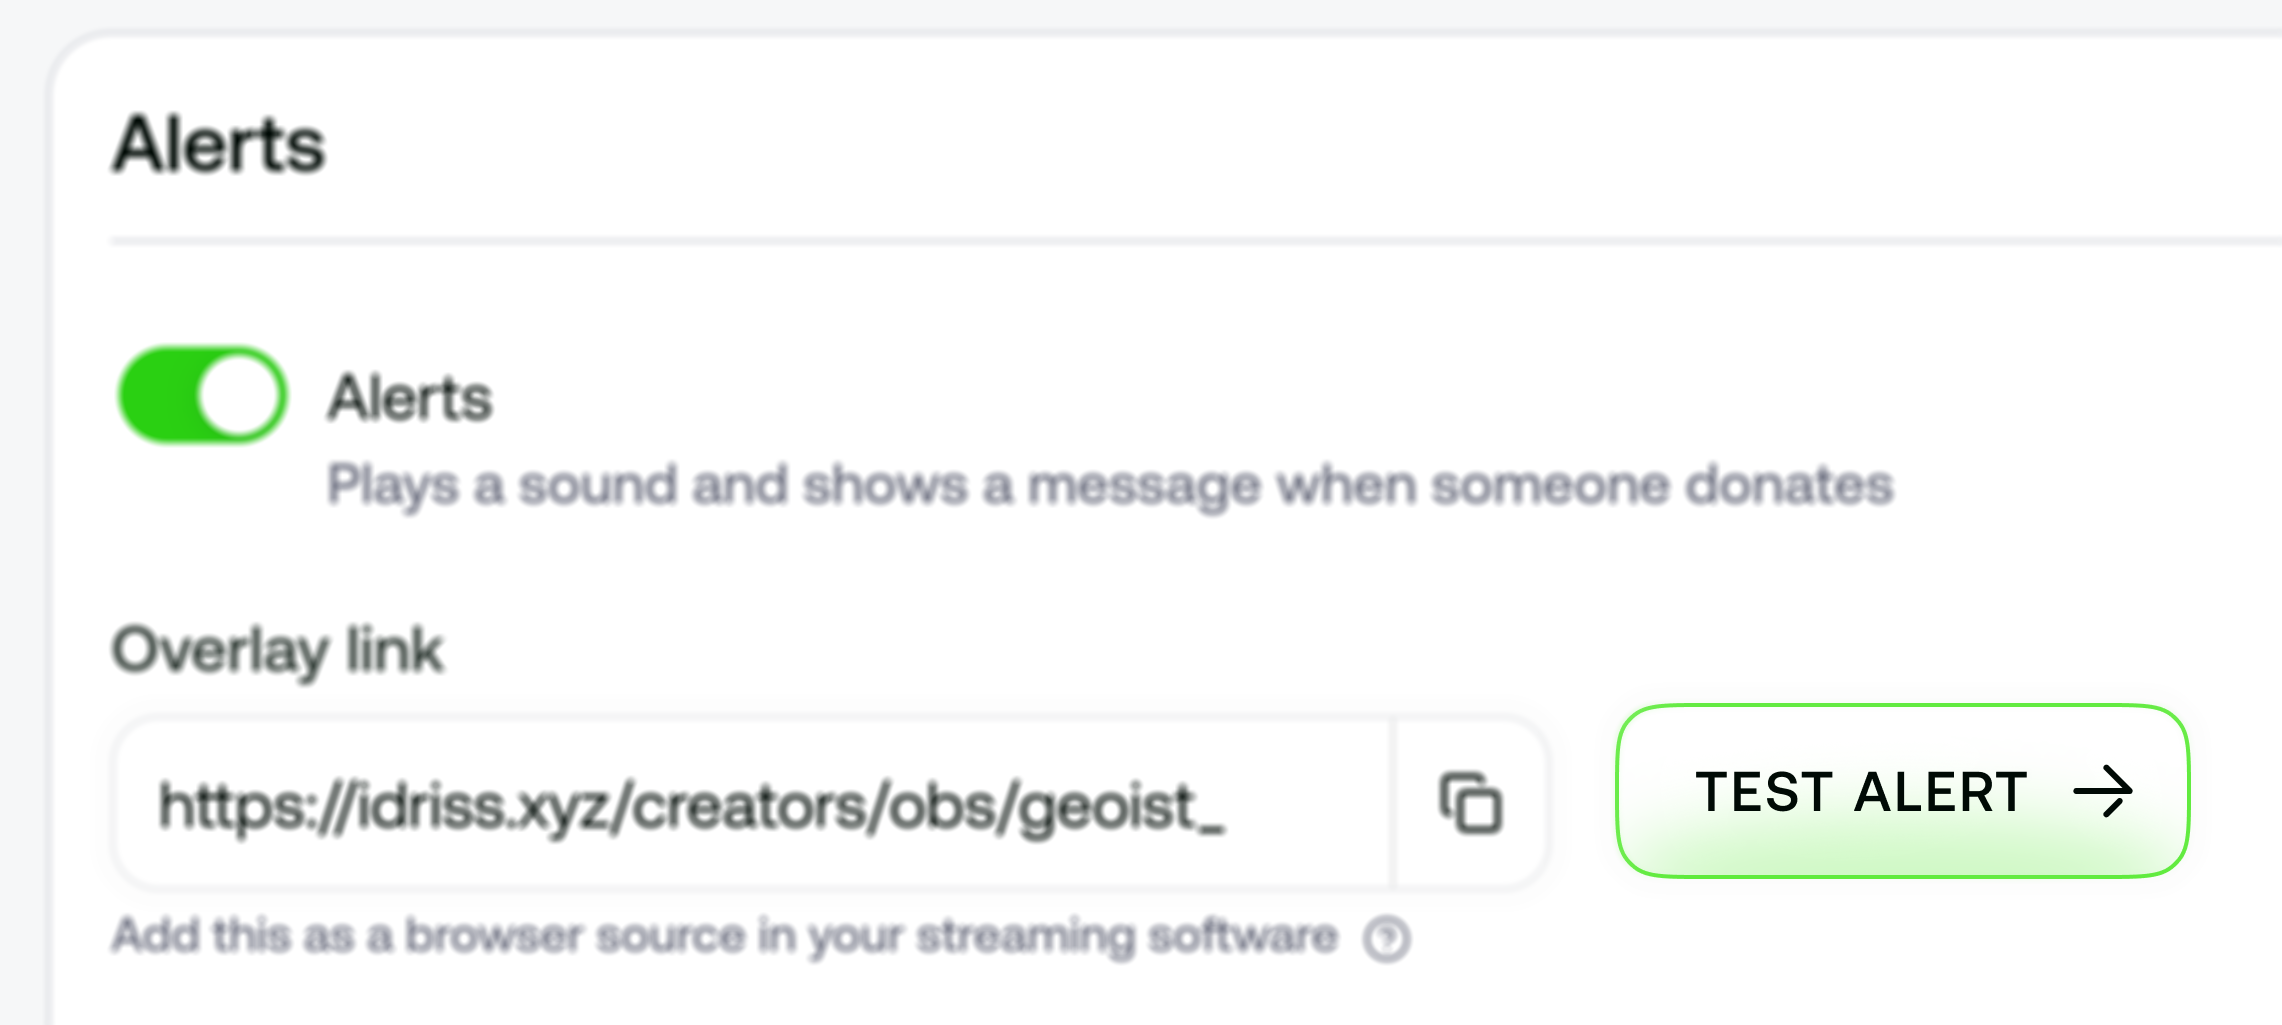 Alerts
Alerts
Plays a sound and shows a message when someone donates
Overlay link
https://idriss.xyz/creators/obs/geoist_
TEST ALERT
Add this as a browser source in your streaming software